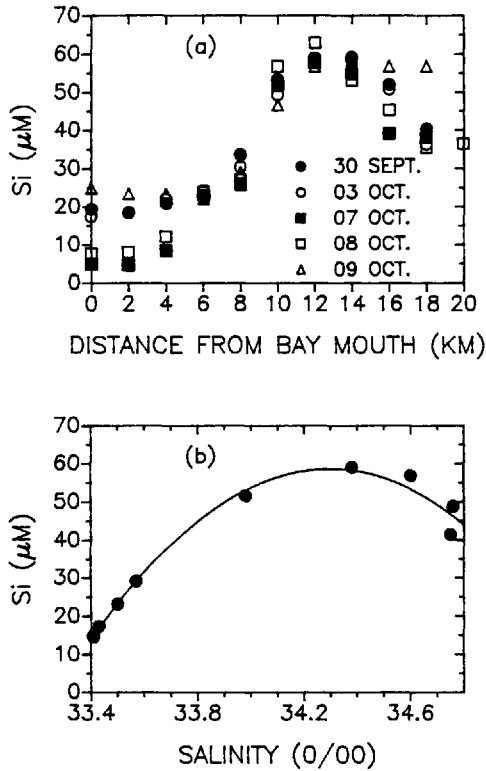 70
60
50
40
30
20
10
0
Si (μM)
(a)
● 30 SEPT.
○ 03 OCT.
■ 07 OCT.
□ 08 OCT.
△ 09 OCT.
0 2 4 6 8 10 12 14 16 18 20
DISTANCE FROM BAY MOUTH (KM)
70
60
50
40
30
20
10
0
Si (μM)
(b)
33.4 33.8 34.2 34.6
SALINITY (0/00)